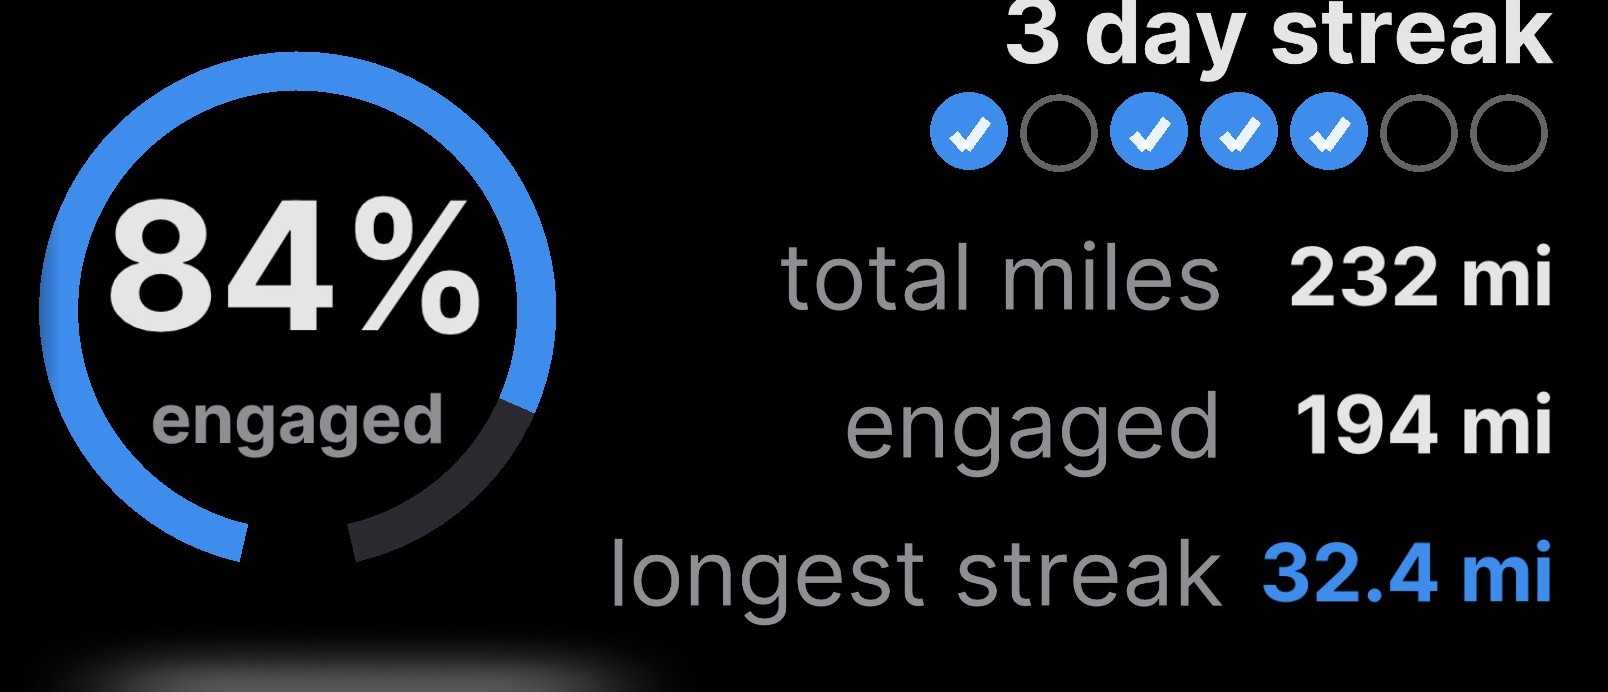 3 day streak
84%
engaged
total miles 232 mi
engaged 194 mi
longest streak 32.4 mi